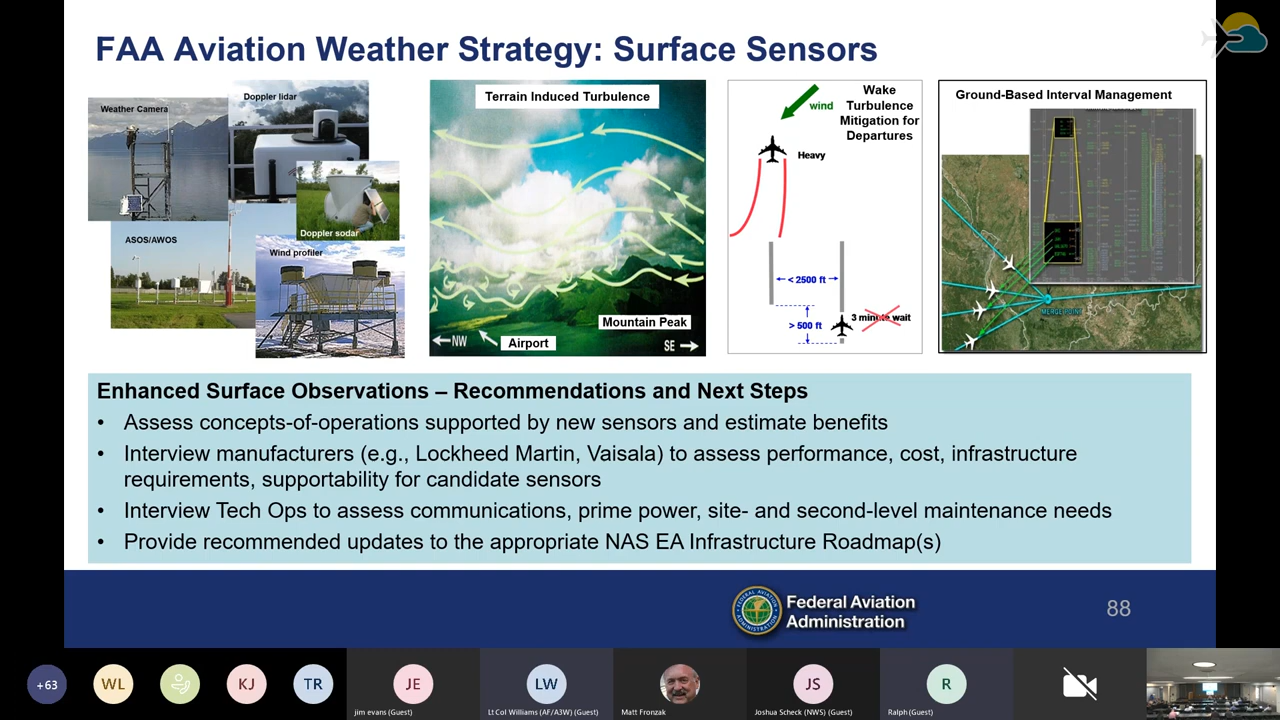 FAA Aviation Weather Strategy: Surface Sensors
Weather Camera
Doppler lidar
Doppler sodar
ASOS/AWOS
Wind profiler
Terrain Induced Turbulence
Mountain Peak
Airport
NW
SE
Wake
Turbulence
Mitigation for
Departures
wind
Heavy
< 2500 ft
> 500 ft
3 minute wait
Ground-Based Interval Management
MERGE POINT
Enhanced Surface Observations – Recommendations and Next Steps
• Assess concepts-of-operations supported by new sensors and estimate benefits
• Interview manufacturers (e.g., Lockheed Martin, Vaisala) to assess performance, cost, infrastructure
requirements, supportability for candidate sensors
• Interview Tech Ops to assess communications, prime power, site- and second-level maintenance needs
• Provide recommended updates to the appropriate NAS EA Infrastructure Roadmap(s)
Federal Aviation
Administration
88
+63
WL
KJ
TR
JE
LW
JS
R
jim evans (Guest)
Lt Col Williams (AF/A3W) (Guest)
Matt Fronzak
Joshua Scheck (NWS) (Guest)
Ralph (Guest)